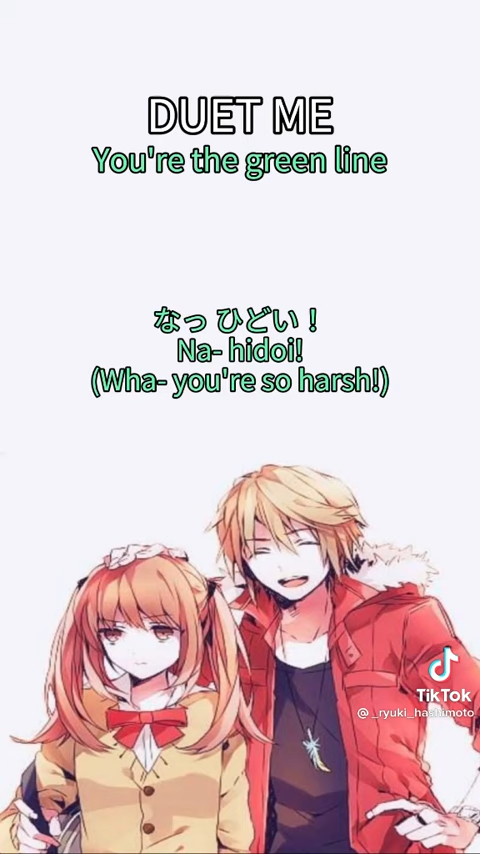 DUET ME
You're the green line
なっ ひどい！
Na- hidoi!
(Wha- you're so harsh!)
TikTok
@_ryuki_hashimoto